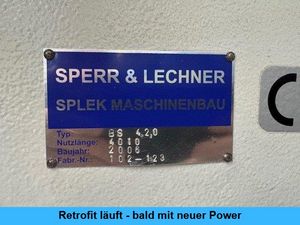 SPERR & LECHNER
SPLEK MASCHINENBAU
Typ: BS 4.2.0
Nutzlänge: 4010
Baujahr: 2006
Fabr.-Nr.: 102-123
Retrofit läuft - bald mit neuer Power